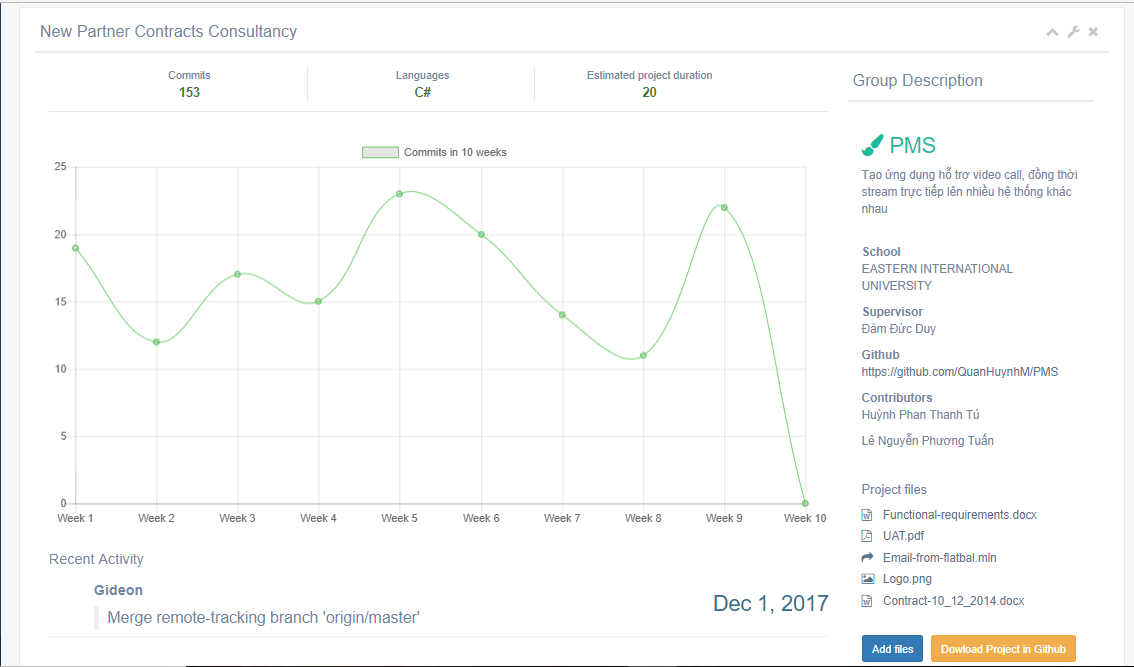 New Partner Contracts Consultancy
Commits
153
Languages
C#
Estimated project duration
20
Commits in 10 weeks
25
20
15
10
5
0
Week 1 Week 2 Week 3 Week 4 Week 5 Week 6 Week 7 Week 8 Week 9 Week 10
Recent Activity
Gideon
Merge remote-tracking branch 'origin/master'
Dec 1, 2017
Group Description
PMS
Tạo ứng dụng hỗ trợ video call, đồng thời
stream trực tiếp lên nhiều hệ thống khác
nhau
School
EASTERN INTERNATIONAL
UNIVERSITY
Supervisor
Đàm Đức Duy
Github
https://github.com/QuanHuynhM/PMS
Contributors
Huỳnh Phan Thanh Tú
Lê Nguyễn Phương Tuấn
Project files
Functional-requirements.docx
UAT.pdf
Email-from-flatbal.mln
Logo.png
Contract-10_12_2014.docx
Add files
Dowload Project in Github